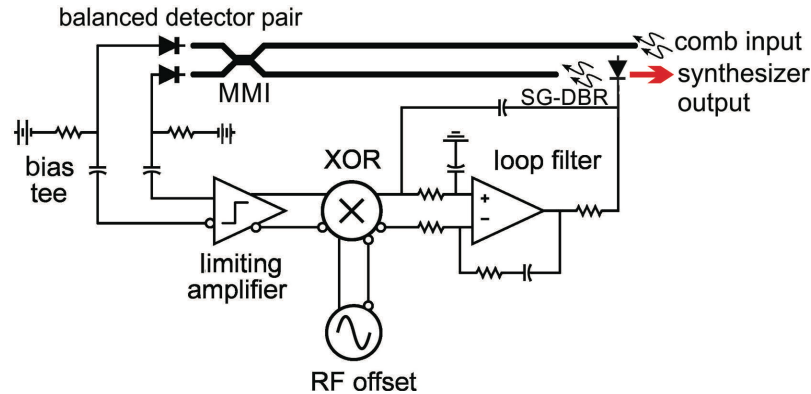 balanced detector pair
comb input
MMI
SG-DBR
synthesizer
output
bias
tee
XOR
loop filter
+
−
limiting
amplifier
RF offset